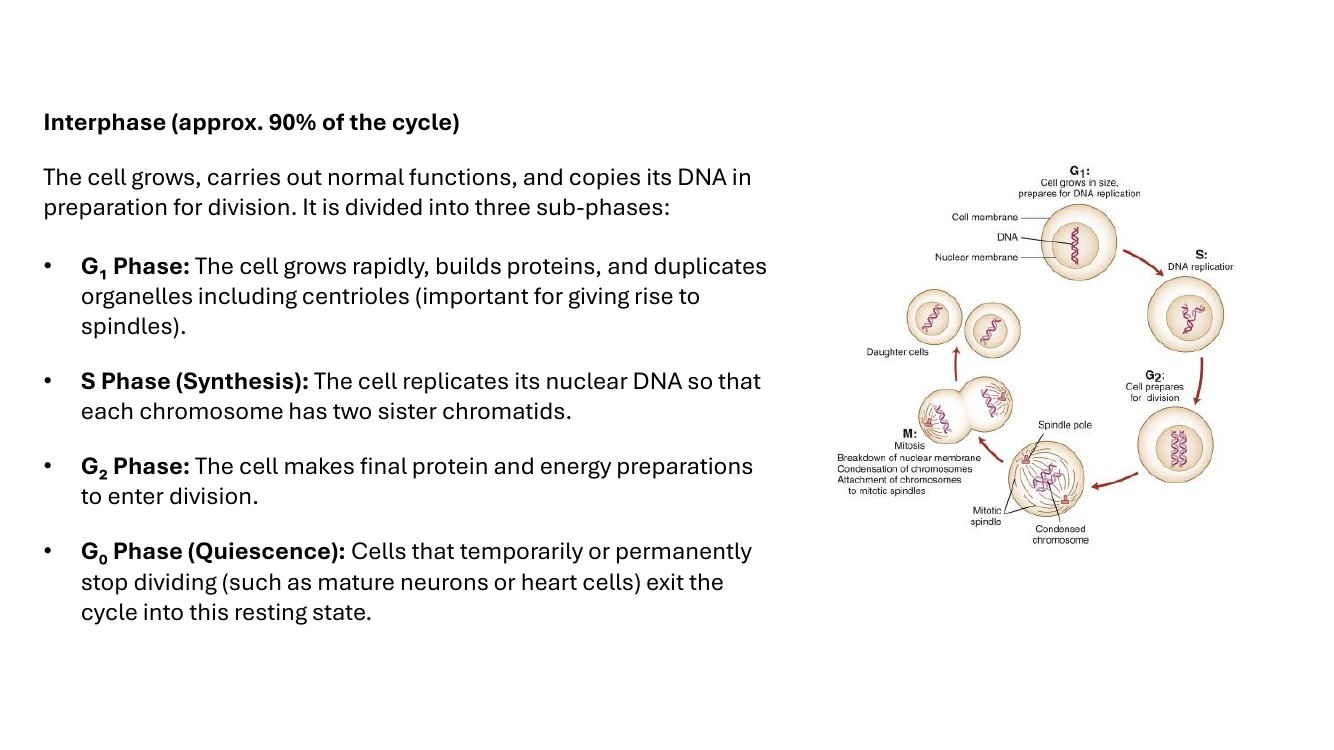 Interphase (approx. 90% of the cycle)
The cell grows, carries out normal functions, and copies its DNA in
preparation for division. It is divided into three sub-phases:
• G₁ Phase: The cell grows rapidly, builds proteins, and duplicates
organelles including centrioles (important for giving rise to
spindles).
• S Phase (Synthesis): The cell replicates its nuclear DNA so that
each chromosome has two sister chromatids.
• G₂ Phase: The cell makes final protein and energy preparations
to enter division.
• G₀ Phase (Quiescence): Cells that temporarily or permanently
stop dividing (such as mature neurons or heart cells) exit the
cycle into this resting state.
G₁:
Cell grows in size,
prepares for DNA replication
Cell membrane
DNA
Nuclear membrane
S:
DNA replication
Daughter cells
G₂:
Cell prepares
for division
Spindle pole
M:
Mitosis
Breakdown of nuclear membrane
Condensation of chromosomes
Attachment of chromosomes
to mitotic spindles
Mitotic
spindle
Condensed
chromosome